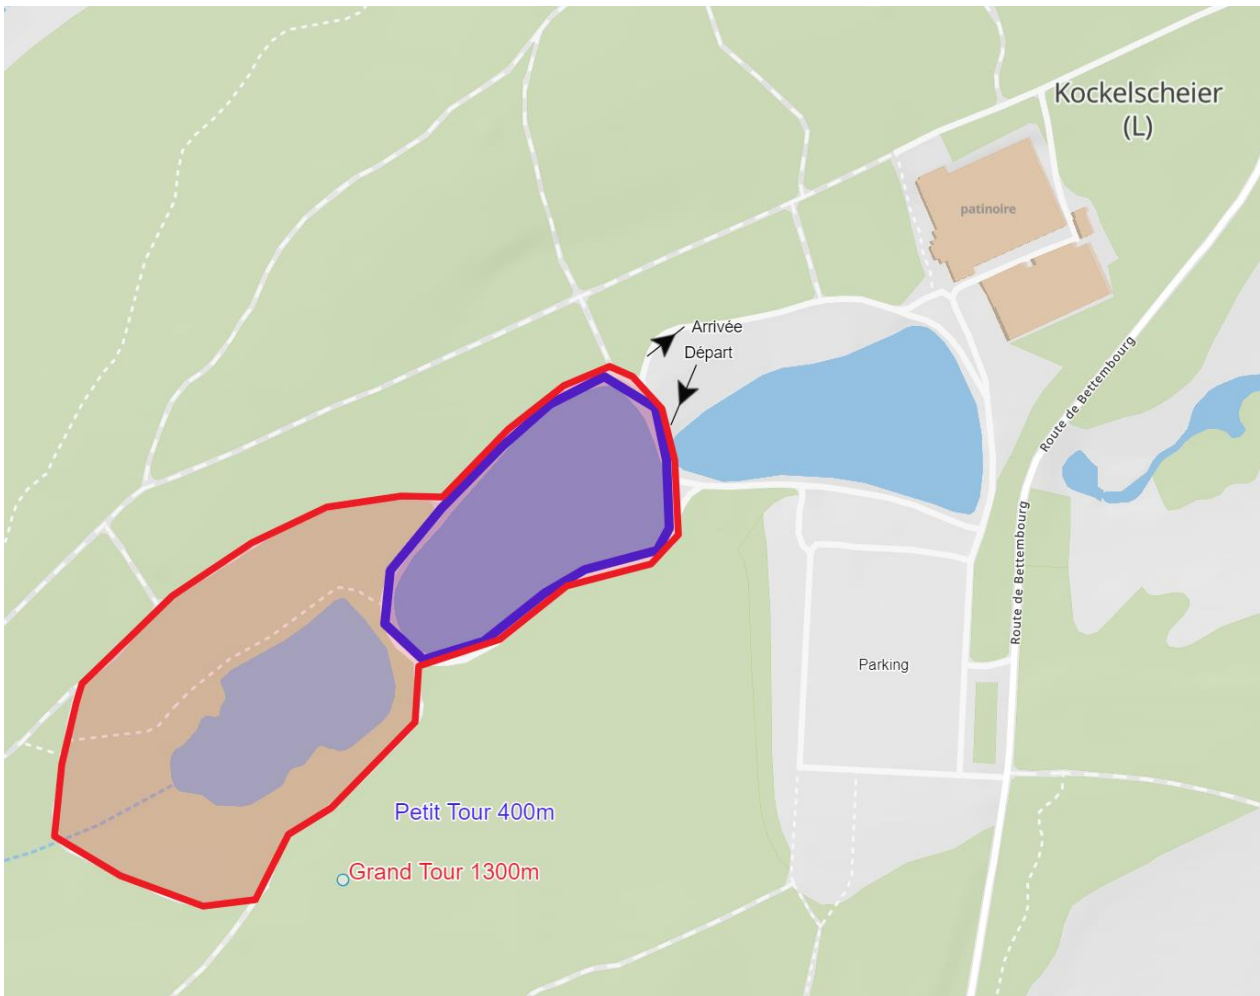 Kockelscheier
(L)
patinoire
Arrivée
Départ
Route de Bettembourg
Route de Bettembourg
Parking
Petit Tour 400m
Grand Tour 1300m